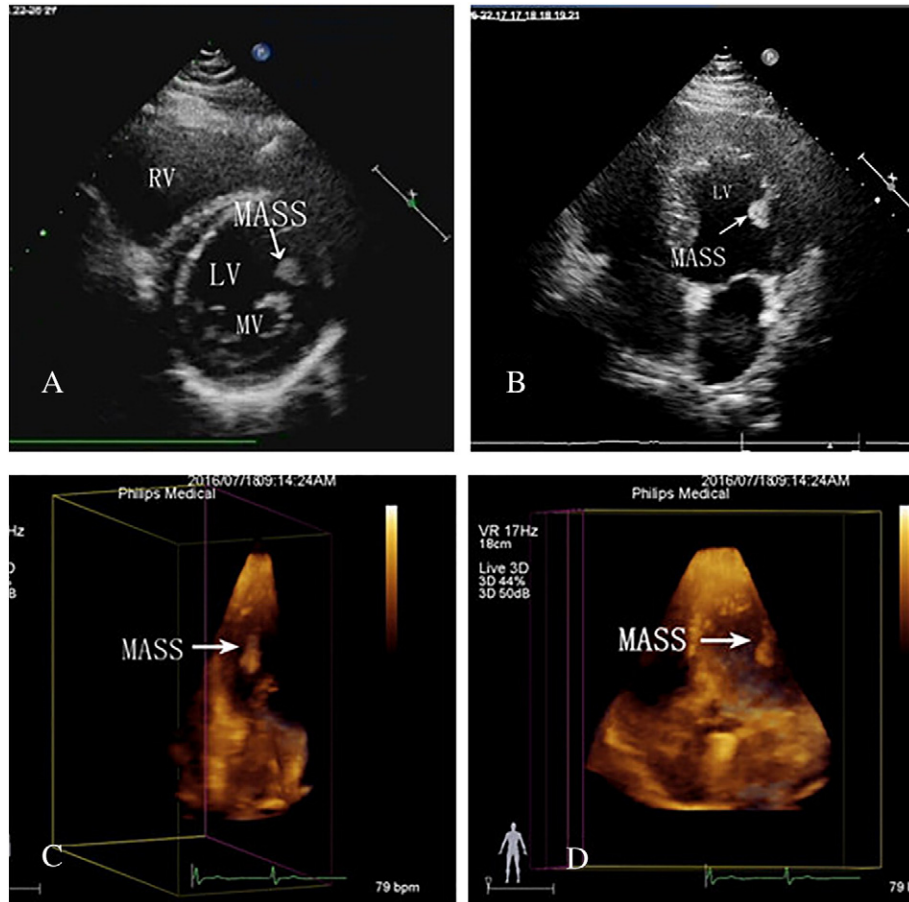 RV
MASS
LV
MV
A
LV
MASS
B
2016/07/18 09:14:24AM
Philips Medical
MASS
C
79 bpm
2016/07/18 09:14:24AM
Philips Medical
VR 17Hz
18cm
Live 3D
3D 44%
3D 50dB
MASS
D
79